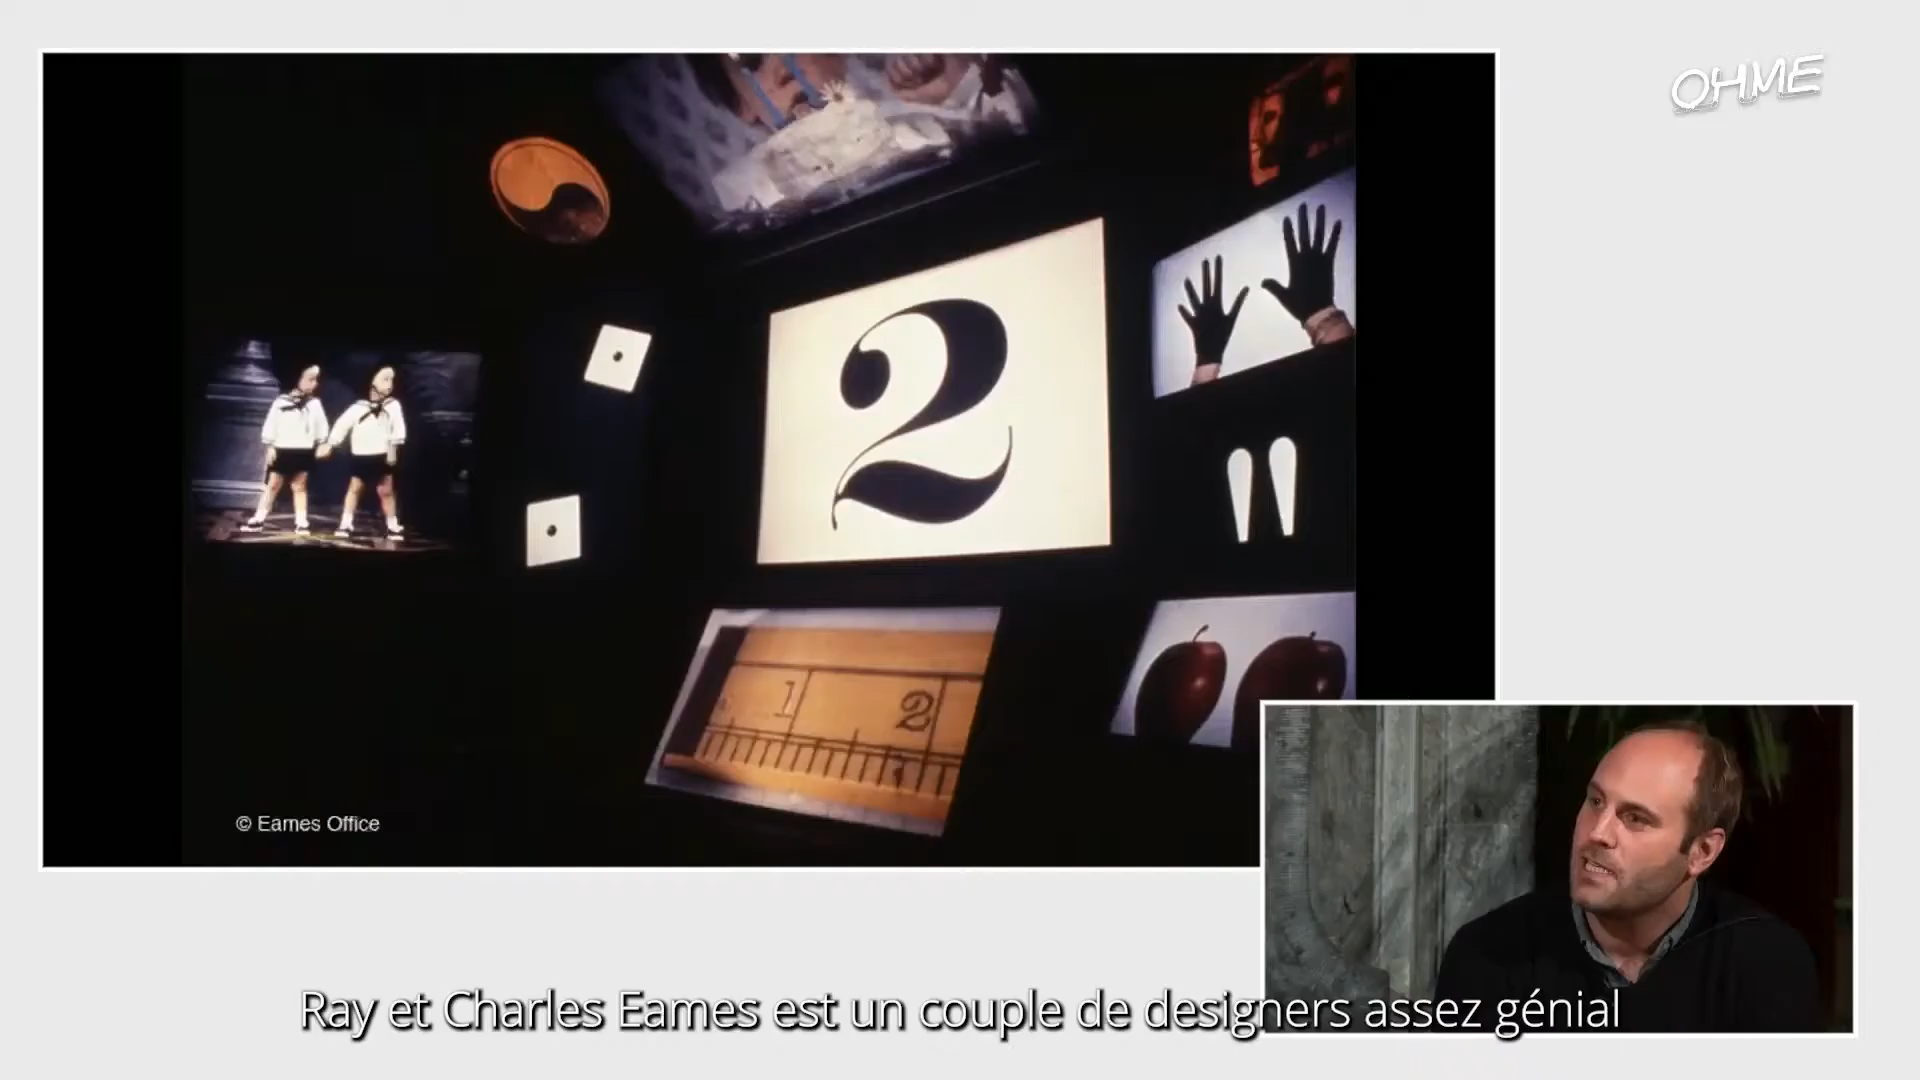 OHME
2
1 2
© Eames Office
Ray et Charles Eames est un couple de designers assez génial